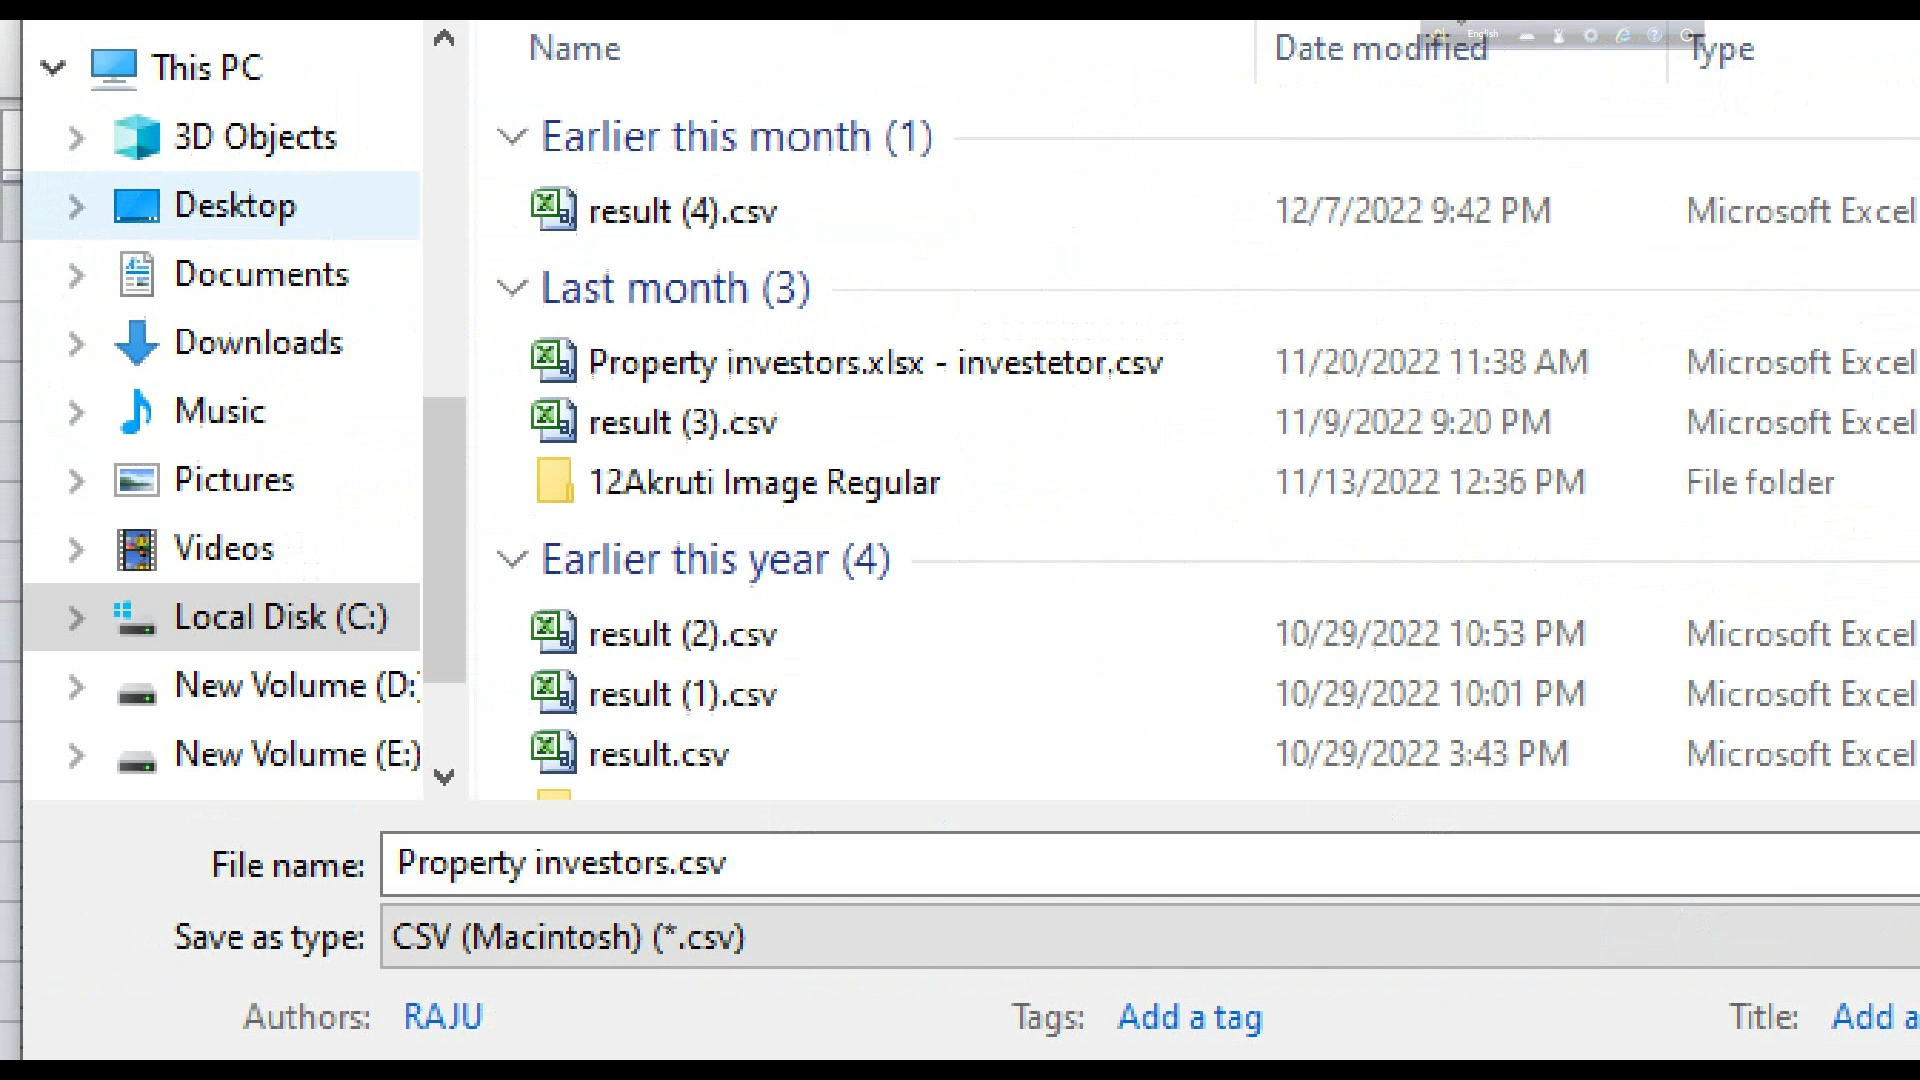 This PC
3D Objects
Desktop
Documents
Downloads
Music
Pictures
Videos
Local Disk (C:)
New Volume (D:)
New Volume (E:)
Name Date modified Type
English
Earlier this month (1)
result (4).csv 12/7/2022 9:42 PM Microsoft Excel
Last month (3)
Property investors.xlsx - investetor.csv 11/20/2022 11:38 AM Microsoft Excel
result (3).csv 11/9/2022 9:20 PM Microsoft Excel
12Akruti Image Regular 11/13/2022 12:36 PM File folder
Earlier this year (4)
result (2).csv 10/29/2022 10:53 PM Microsoft Excel
result (1).csv 10/29/2022 10:01 PM Microsoft Excel
result.csv 10/29/2022 3:43 PM Microsoft Excel
File name: Property investors.csv
Save as type: CSV (Macintosh) (*.csv)
Authors: RAJU Tags: Add a tag Title: Add a